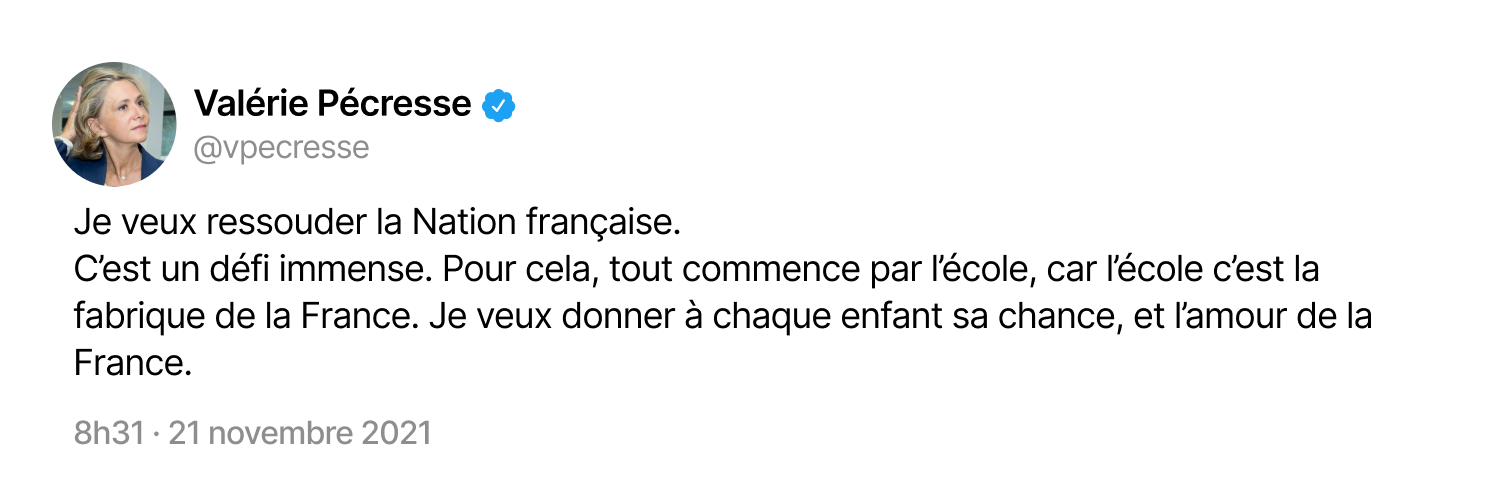 Valérie Pécresse
@vpecresse
Je veux ressouder la Nation française.
C’est un défi immense. Pour cela, tout commence par l’école, car l’école c’est la
fabrique de la France. Je veux donner à chaque enfant sa chance, et l’amour de la
France.
8h31 · 21 novembre 2021